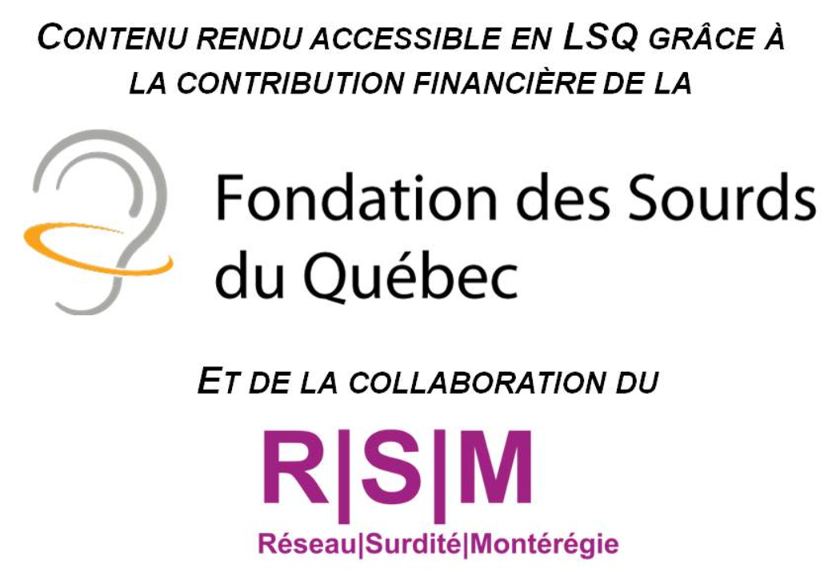 CONTENU RENDU ACCESSIBLE EN LSQ GRÂCE À
LA CONTRIBUTION FINANCIÈRE DE LA
Fondation des Sourds
du Québec
ET DE LA COLLABORATION DU
R|S|M
Réseau|Surdité|Montérégie